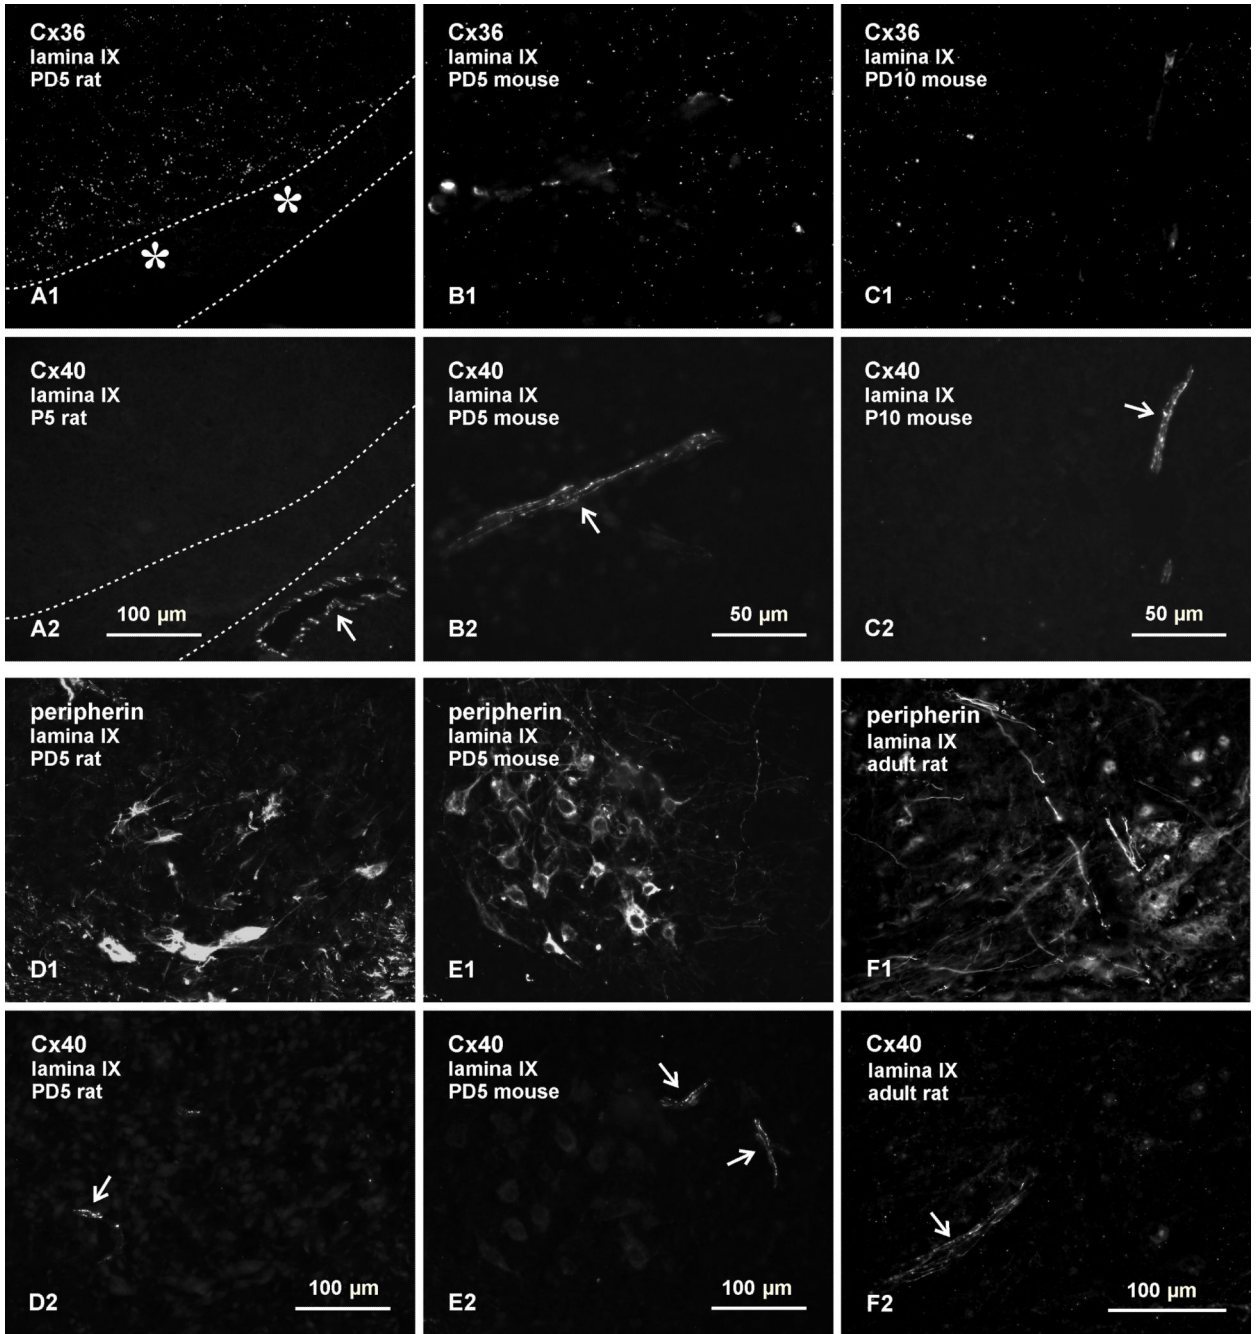 Cx36
lamina IX
PD5 rat
A1
Cx36
lamina IX
PD5 mouse
B1
Cx36
lamina IX
PD10 mouse
C1
Cx40
lamina IX
P5 rat
100 µm
A2
Cx40
lamina IX
PD5 mouse
50 µm
B2
Cx40
lamina IX
P10 mouse
50 µm
C2
peripherin
lamina IX
PD5 rat
D1
peripherin
lamina IX
PD5 mouse
E1
peripherin
lamina IX
adult rat
F1
Cx40
lamina IX
PD5 rat
100 µm
D2
Cx40
lamina IX
PD5 mouse
100 µm
E2
Cx40
lamina IX
adult rat
100 µm
F2